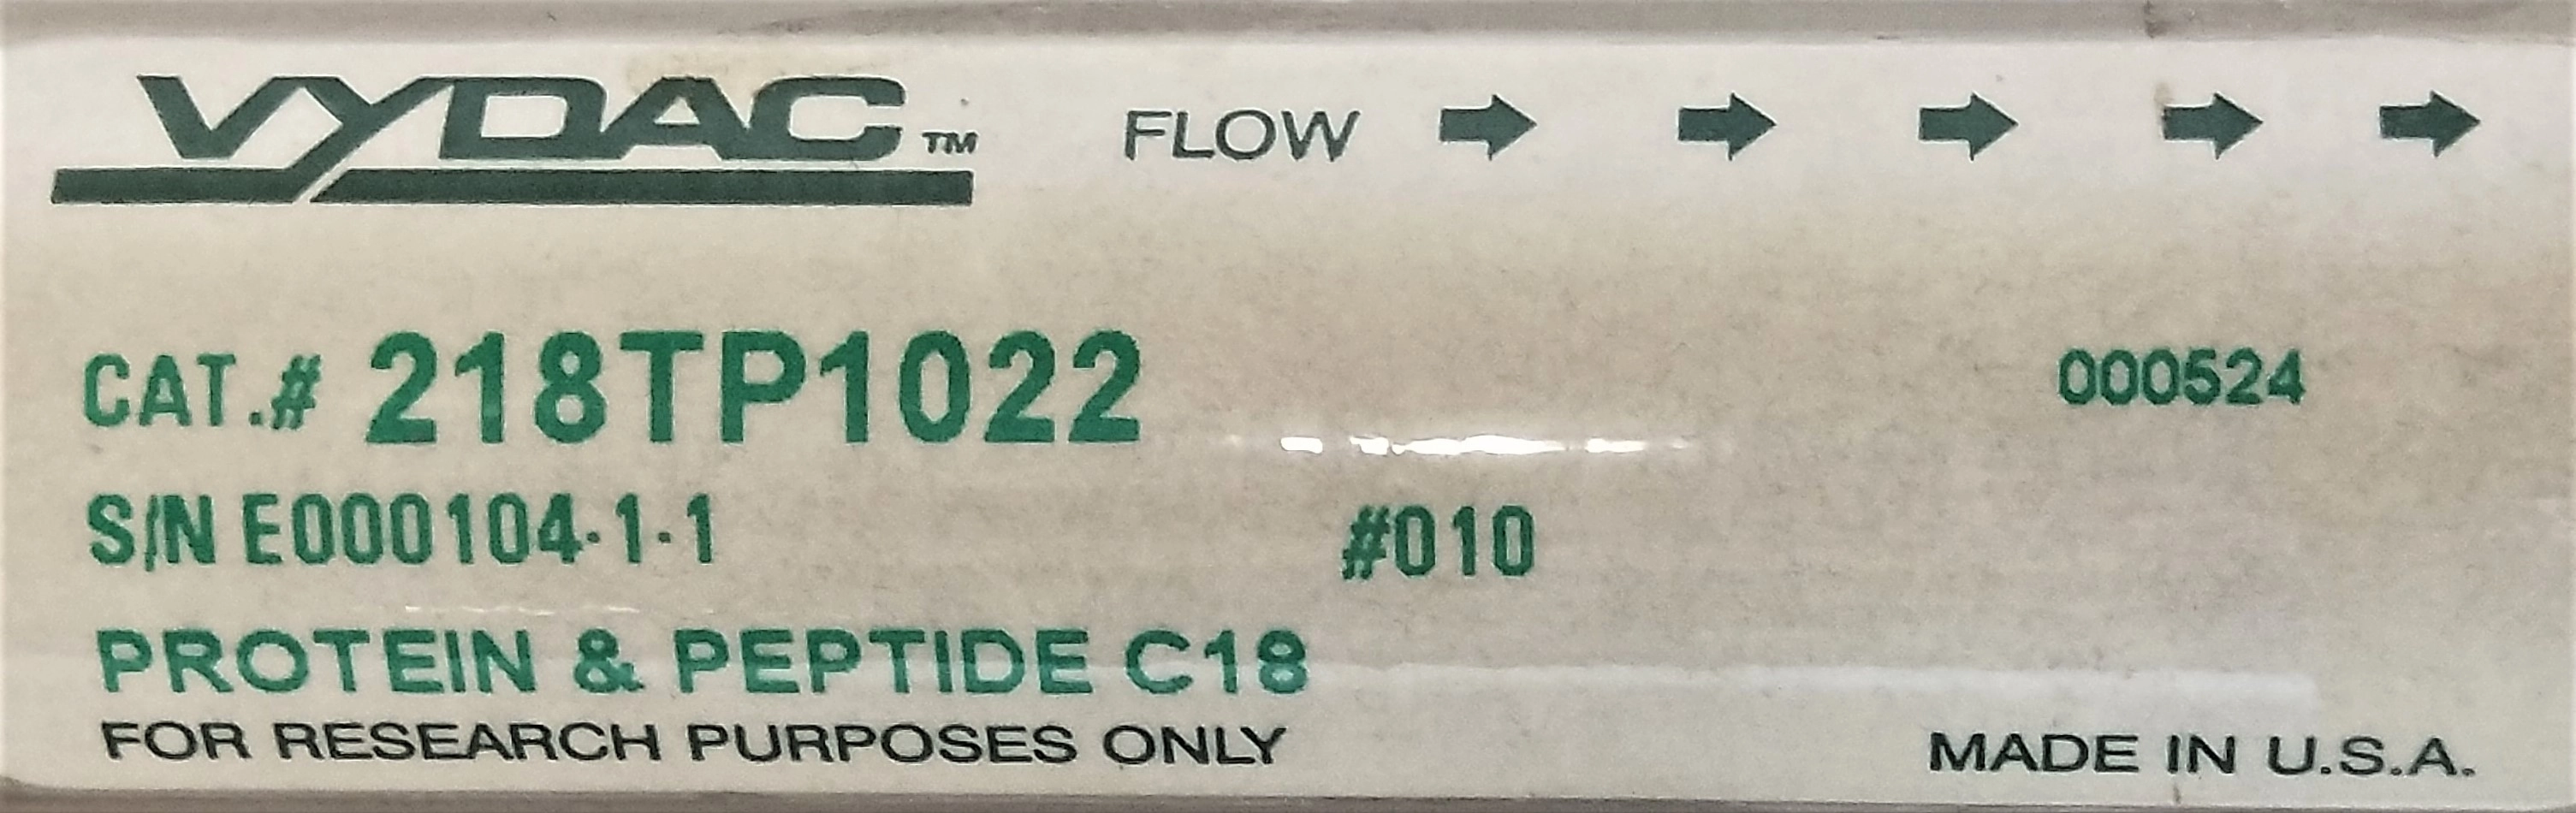 VYDAC™ FLOW
CAT.# 218TP1022 000524
S/N E000104-1-1 #010
PROTEIN & PEPTIDE C18
FOR RESEARCH PURPOSES ONLY MADE IN U.S.A.